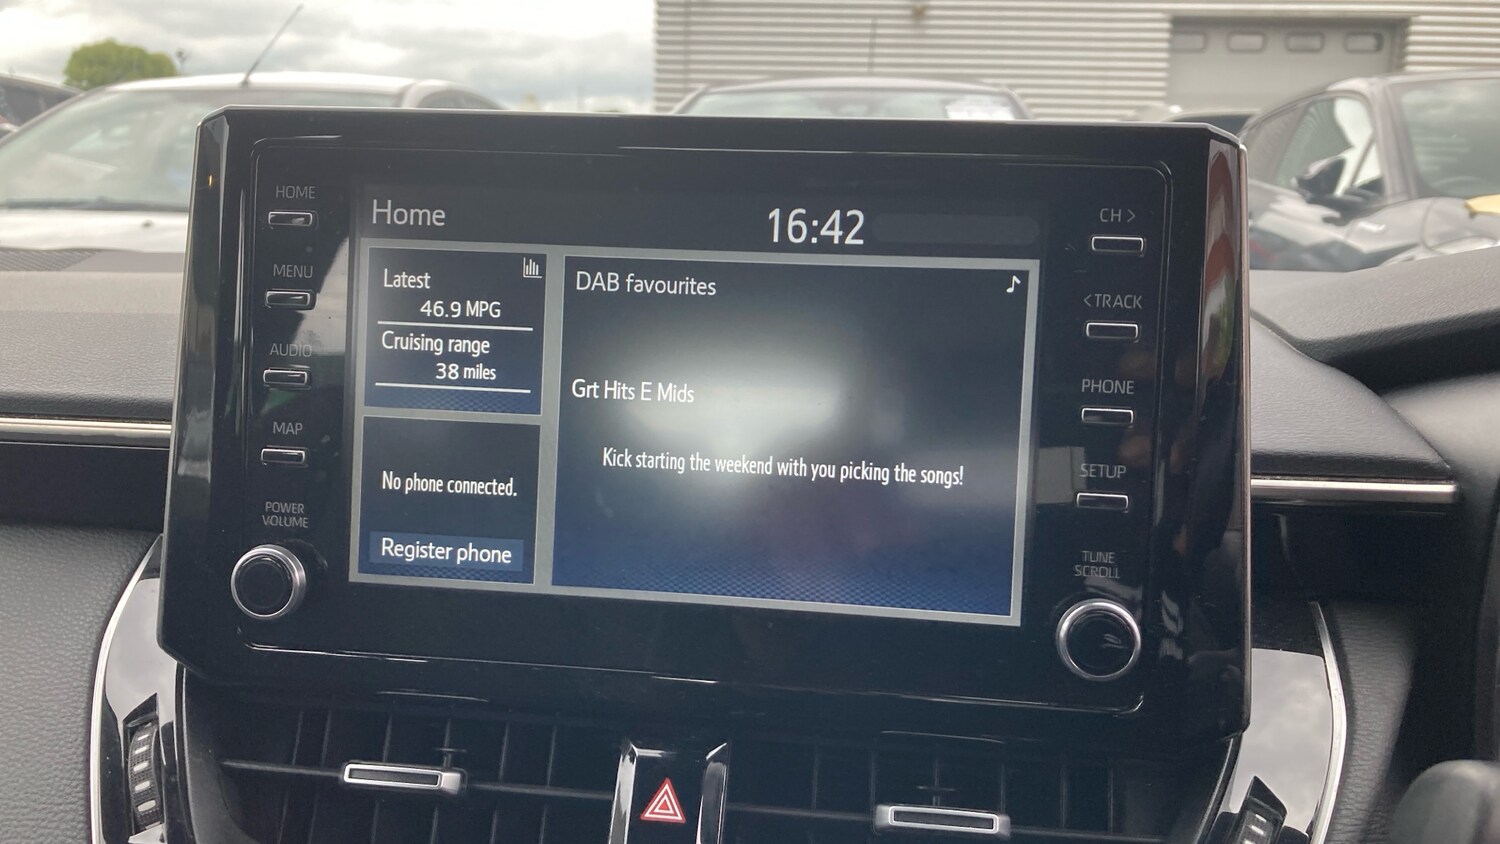 HOME
MENU
AUDIO
MAP
POWER
VOLUME
Home
16:42
Latest
46.9 MPG
Cruising range
38 miles
No phone connected.
Register phone
DAB favourites
Grt Hits E Mids
Kick starting the weekend with you picking the songs!
CH >
< TRACK
PHONE
SETUP
TUNE
SCROLL